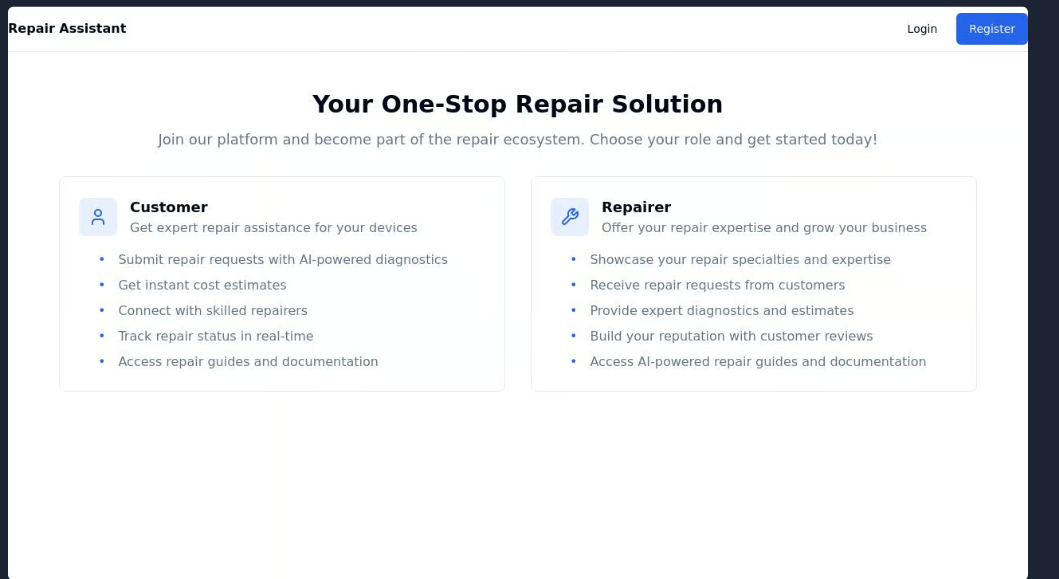 Repair Assistant
Login
Register
Your One-Stop Repair Solution
Join our platform and become part of the repair ecosystem. Choose your role and get started today!
Customer
Get expert repair assistance for your devices
• Submit repair requests with AI-powered diagnostics
• Get instant cost estimates
• Connect with skilled repairers
• Track repair status in real-time
• Access repair guides and documentation
Repairer
Offer your repair expertise and grow your business
• Showcase your repair specialties and expertise
• Receive repair requests from customers
• Provide expert diagnostics and estimates
• Build your reputation with customer reviews
• Access AI-powered repair guides and documentation